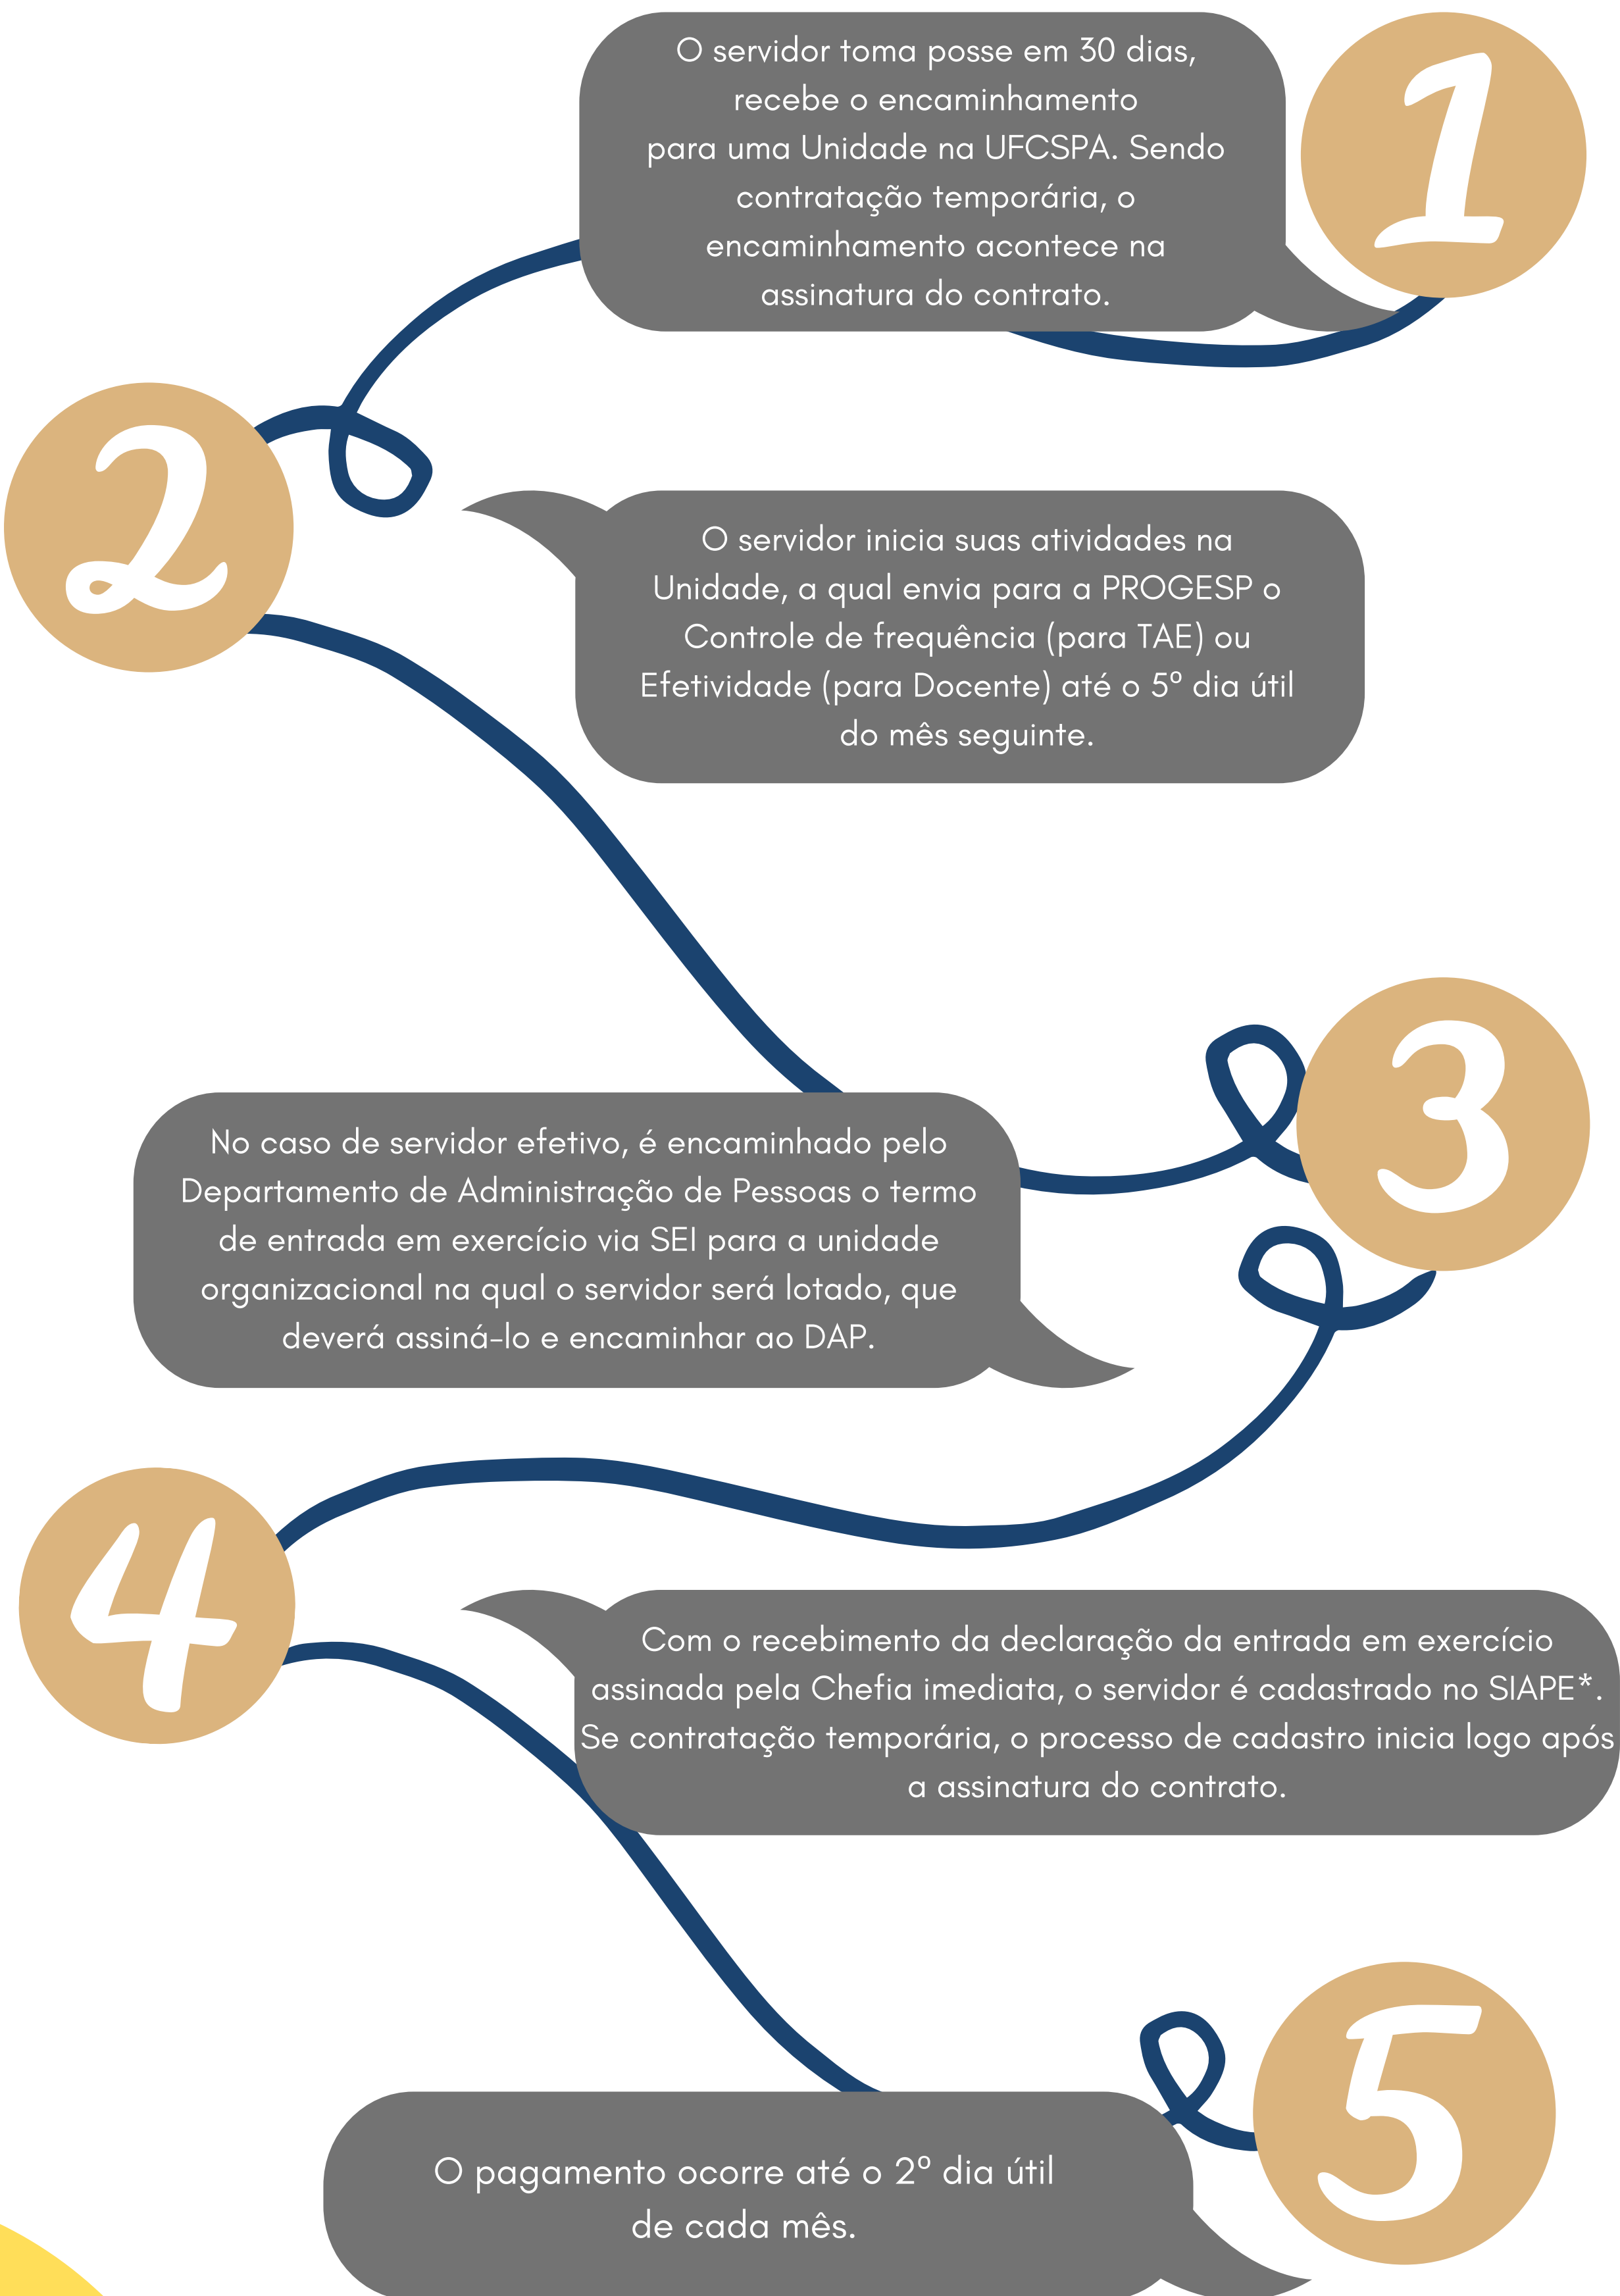 1
O servidor toma posse em 30 dias,
recebe o encaminhamento
para uma Unidade na UFCSPA. Sendo
contratação temporária, o
encaminhamento acontece na
assinatura do contrato.
2
O servidor inicia suas atividades na
Unidade, a qual envia para a PROGESP o
Controle de frequência (para TAE) ou
Efetividade (para Docente) até o 5º dia útil
do mês seguinte.
3
No caso de servidor efetivo, é encaminhado pelo
Departamento de Administração de Pessoas o termo
de entrada em exercício via SEI para a unidade
organizacional na qual o servidor será lotado, que
deverá assiná-lo e encaminhar ao DAP.
4
Com o recebimento da declaração da entrada em exercício
assinada pela Chefia imediata, o servidor é cadastrado no SIAPE*.
Se contratação temporária, o processo de cadastro inicia logo após
a assinatura do contrato.
5
O pagamento ocorre até o 2º dia útil
de cada mês.